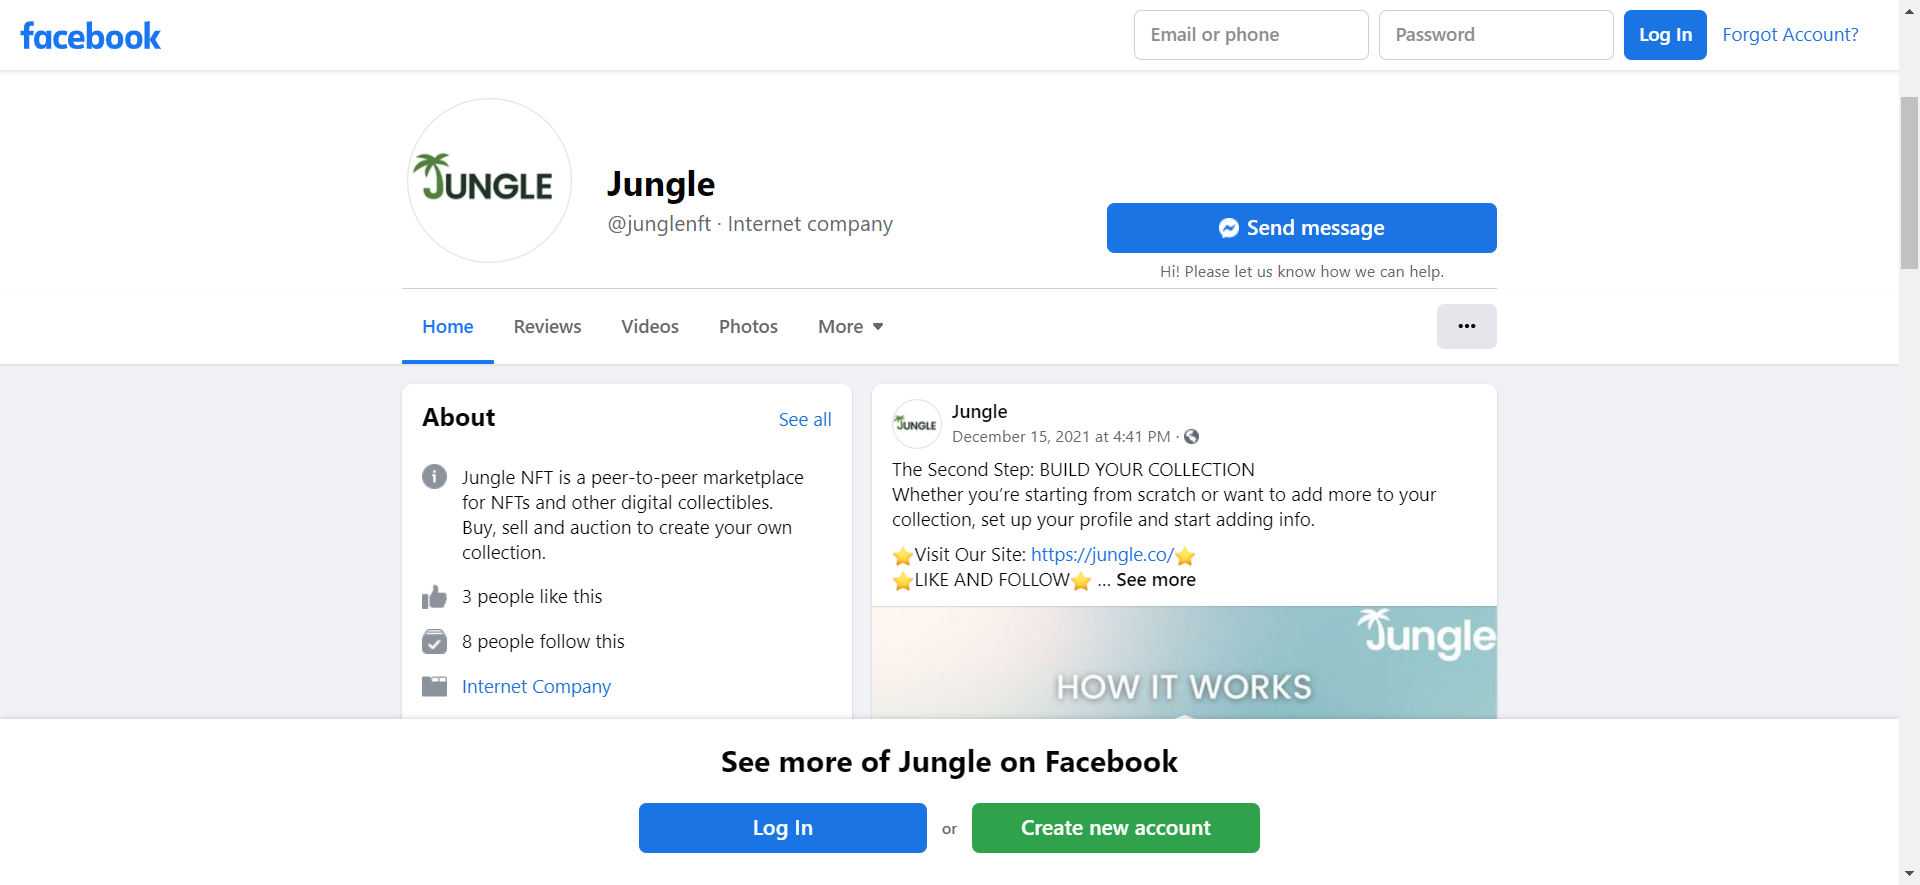 facebook
Email or phone
Password
Log In
Forgot Account?
JUNGLE
Jungle
@junglenft · Internet company
Send message
Hi! Please let us know how we can help.
Home
Reviews
Videos
Photos
More
About
See all
Jungle NFT is a peer-to-peer marketplace
for NFTs and other digital collectibles.
Buy, sell and auction to create your own
collection.
3 people like this
8 people follow this
Internet Company
JUNGLE
Jungle
December 15, 2021 at 4:41 PM ·
The Second Step: BUILD YOUR COLLECTION
Whether you’re starting from scratch or want to add more to your
collection, set up your profile and start adding info.
⭐Visit Our Site: https://jungle.co/⭐
⭐LIKE AND FOLLOW⭐ ... See more
Jungle
HOW IT WORKS
See more of Jungle on Facebook
Log In
or
Create new account